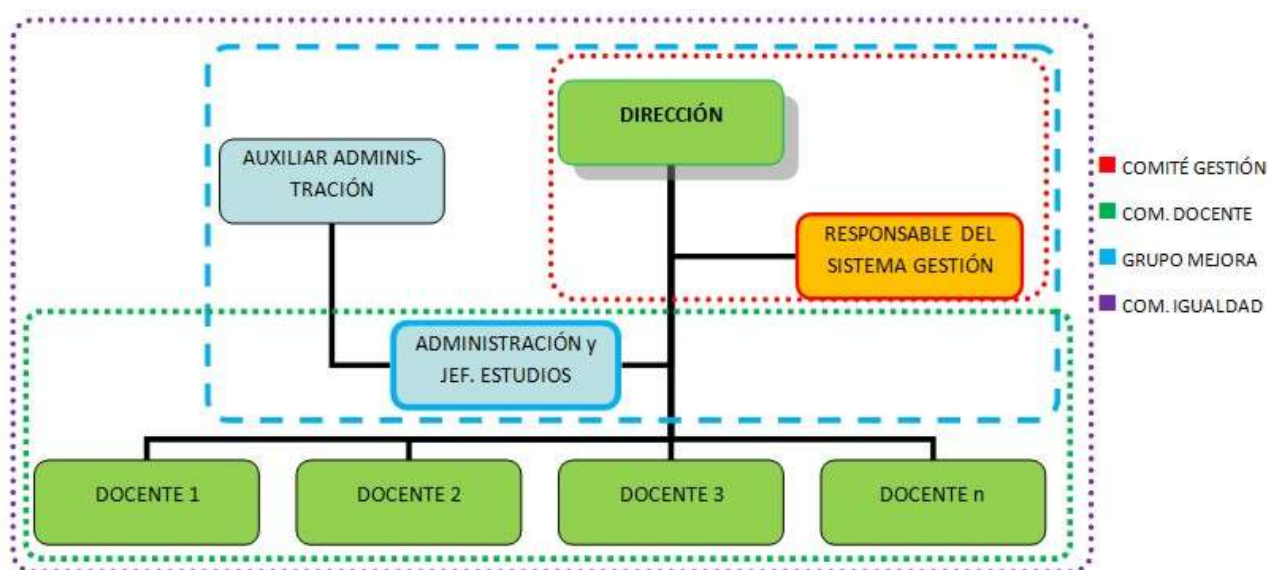 DIRECCIÓN
AUXILIAR ADMINIS-
TRACIÓN
RESPONSABLE DEL
SISTEMA GESTIÓN
ADMINISTRACIÓN y
JEF. ESTUDIOS
DOCENTE 1
DOCENTE 2
DOCENTE 3
DOCENTE n
COMITÉ GESTIÓN
COM. DOCENTE
GRUPO MEJORA
COM. IGUALDAD